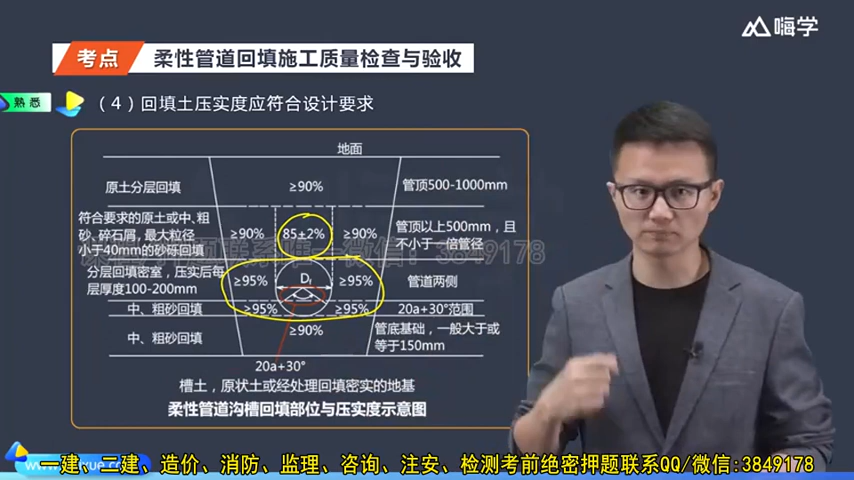 嗨学
考点 柔性管道回填施工质量检查与验收
熟悉
（4）回填土压实度应符合设计要求
地面
原土分层回填 ≥90% 管顶500-1000mm
符合要求的原土或中、粗
砂、碎石屑，最大粒径
小于40mm的砂砾回填
≥90% 85±2% ≥90%
管顶以上500mm，且
不小于一倍管径
分层回填密室，压实后每
层厚度100-200mm
≥95% D ≥95% 管道两侧
中、粗砂回填 ≥95% ≥95% 20a+30°范围
中、粗砂回填 ≥90%
管底基础，一般大于或
等于150mm
20a+30°
槽土，原状土或经处理回填密实的地基
柔性管道沟槽回填部位与压实度示意图
微信：3849178
一建、二建、造价、消防、监理、咨询、注安、检测考前绝密押题联系QQ/微信:3849178